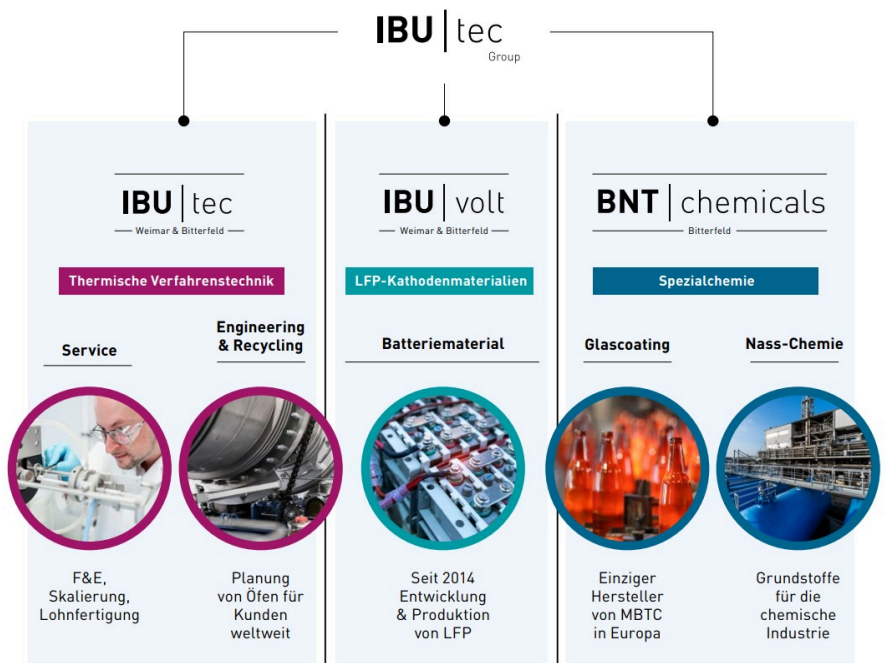 IBU|tec
Group
IBU|tec
Weimar & Bitterfeld
Thermische Verfahrenstechnik
Service
Engineering
& Recycling
F&E,
Skalierung,
Lohnfertigung
Planung
von Öfen für
Kunden
weltweit
IBU|volt
Weimar & Bitterfeld
LFP-Kathodenmaterialien
Batteriematerial
Seit 2014
Entwicklung
& Produktion
von LFP
BNT|chemicals
Bitterfeld
Spezialchemie
Glascoating
Nass-Chemie
Einziger
Hersteller
von MBTC
in Europa
Grundstoffe
für die
chemische
Industrie